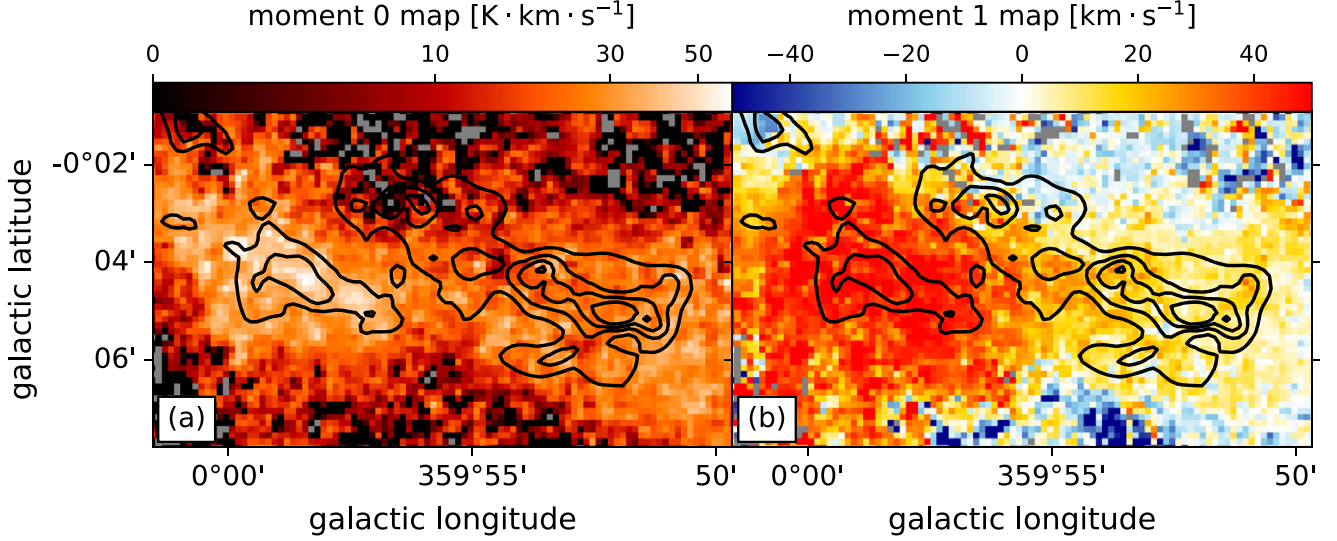 moment 0 map [K · km · s⁻¹] moment 1 map [km · s⁻¹]
0 10 30 50 −40 −20 0 20 40
galactic latitude
-0°02'
04'
06'
(a) (b)
0°00' 359°55' 50' 0°00' 359°55' 50'
galactic longitude galactic longitude